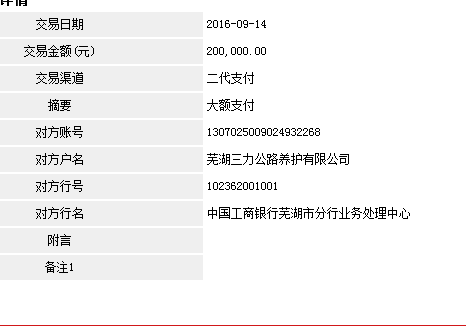 详情
交易日期 2016-09-14
交易金额(元) 200,000.00
交易渠道 二代支付
摘要 大额支付
对方账号 1307025009024932268
对方户名 芜湖三力公路养护有限公司
对方行号 102362001001
对方行名 中国工商银行芜湖市分行业务处理中心
附言
备注1